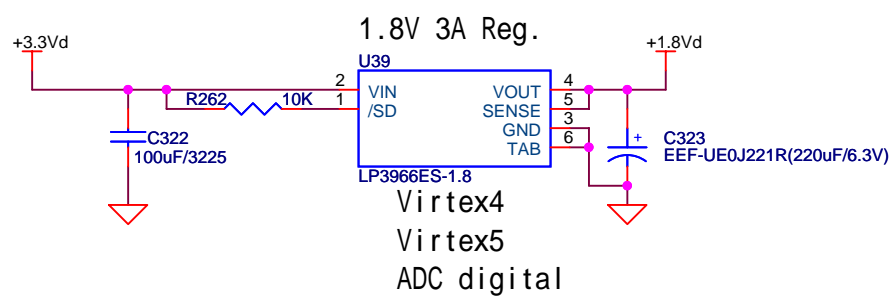 1.8V 3A Reg.
+3.3Vd
+1.8Vd
U39
2
VIN
VOUT
4
R262
10K
1
/SD
SENSE
5
GND
3
TAB
6
C322
100uF/3225
+
C323
EEF-UE0J221R(220uF/6.3V)
LP3966ES-1.8
Virtex4
Virtex5
ADC digital